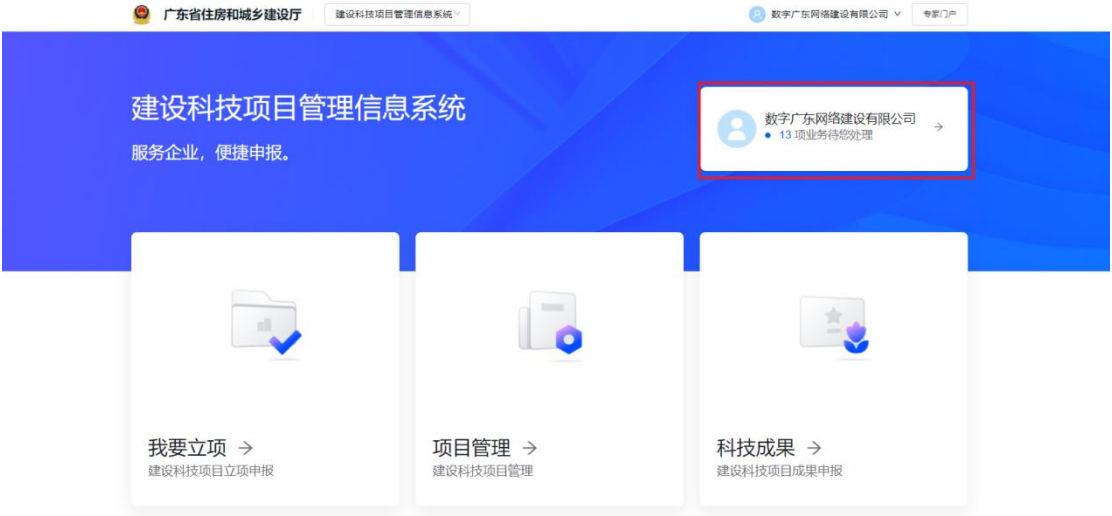 广东省住房和城乡建设厅
建设科技项目管理信息系统
数字广东网络建设有限公司
专家门户
建设科技项目管理信息系统
服务企业，便捷申报。
数字广东网络建设有限公司
13 项业务待您处理
我要立项
建设科技项目立项申报
项目管理
建设科技项目管理
科技成果
建设科技项目成果申报